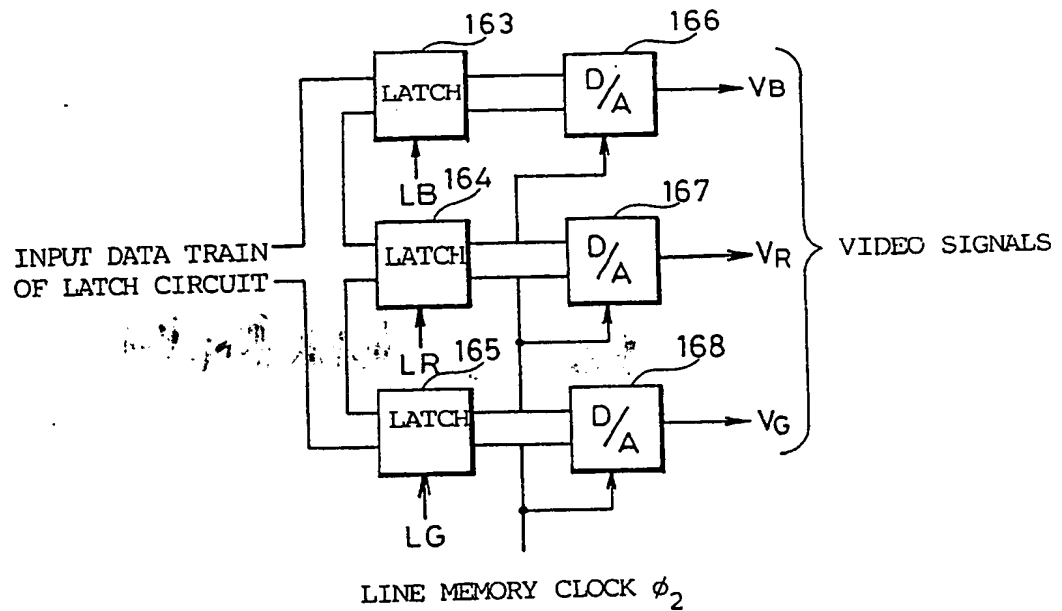 163
166
LATCH
D/A
VB
LB
164
167
INPUT DATA TRAIN
OF LATCH CIRCUIT
LATCH
D/A
VR
VIDEO SIGNALS
LR
165
168
LATCH
D/A
VG
LG
LINE MEMORY CLOCK ϕ₂